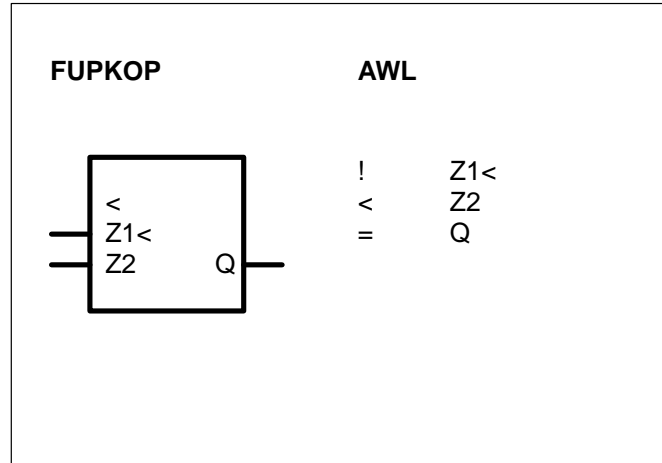 FUPKOP
AWL
<
Z1<
Z2 Q
! Z1<
< Z2
= Q